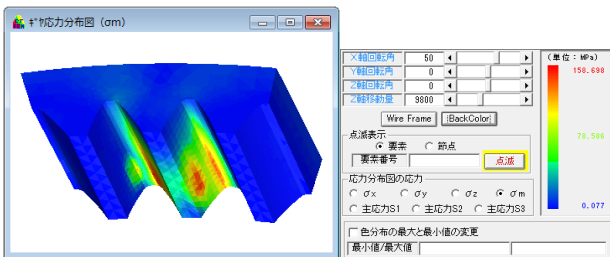 ギヤ応力分布図 (σm)
X軸回転角 50
Y軸回転角 0
Z軸回転角 0
Z軸移動量 9800
Wire Frame BackColor
点滅表示
要素 節点
要素番号 点滅
応力分布図の応力
σx σy σz σm
主応力S1 主応力S2 主応力S3
色分布の最大と最小値の変更
最小値/最大値
(単位: MPa)
158.698
78.586
0.077